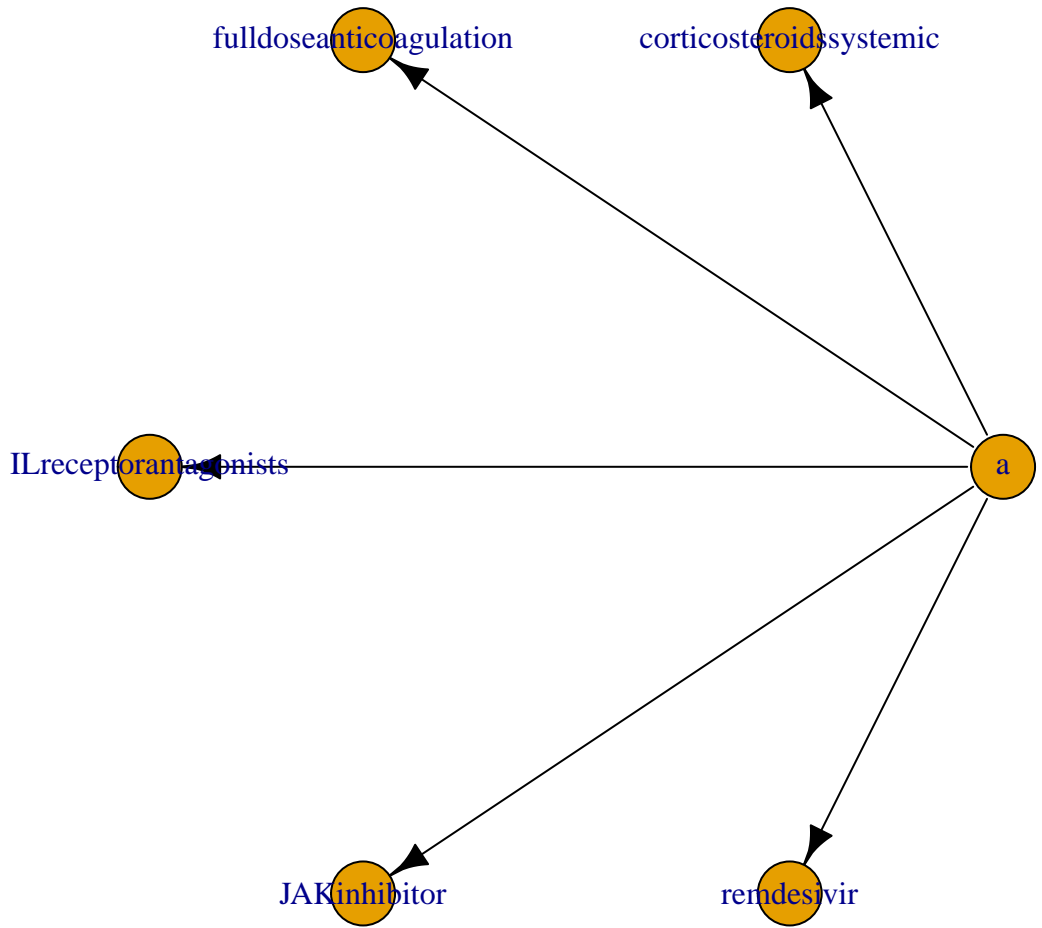 fulldoseanticoagulation
corticosteroidssystemic
ILreceptorantagonists
a
JAKinhibitor
remdesivir